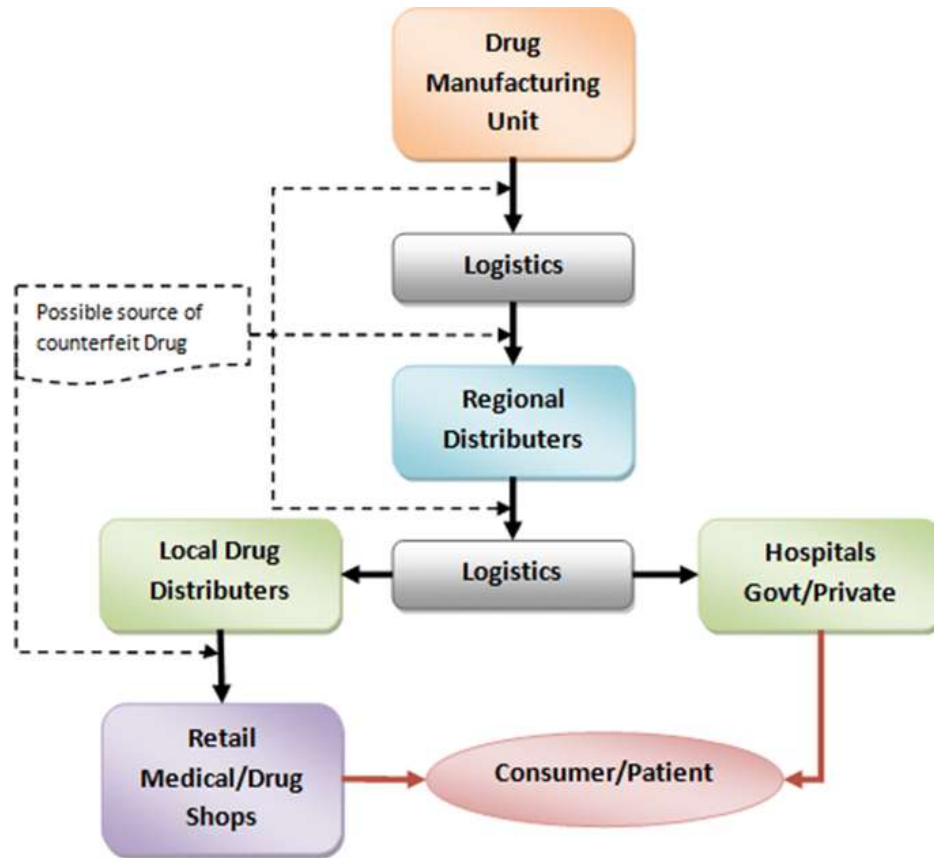 Drug
Manufacturing
Unit
Logistics
Possible source of
counterfeit Drug
Regional
Distributers
Local Drug
Distributers
Logistics
Hospitals
Govt/Private
Retail
Medical/Drug
Shops
Consumer/Patient